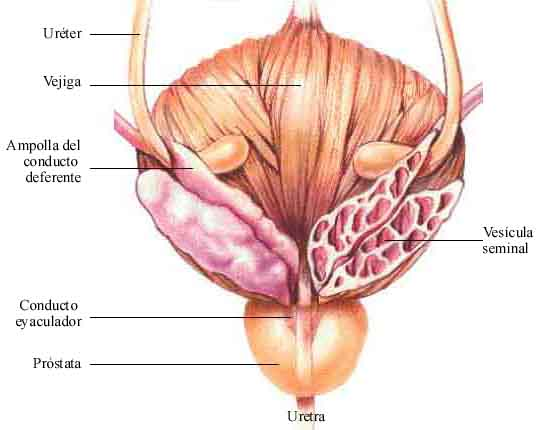 Uréter
Vejiga
Ampolla del
conducto
deferente
Vesícula
seminal
Conducto
eyaculador
Próstata
Uretra